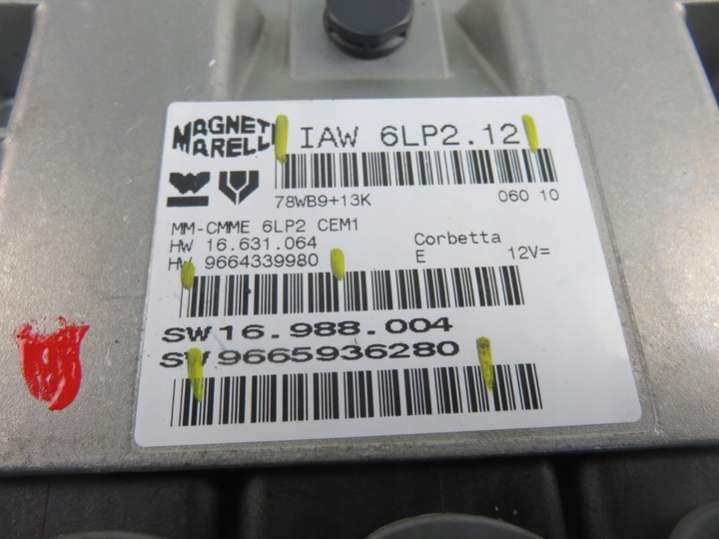 MAGNETI
MARELLI
IAW 6LP2.12
78WB9+13K 060 10
MM-CMME 6LP2 CEM1
HW 16.631.064 Corbetta
HW 9664339980 E 12V=
SW 16.988.004
SW 9665936280